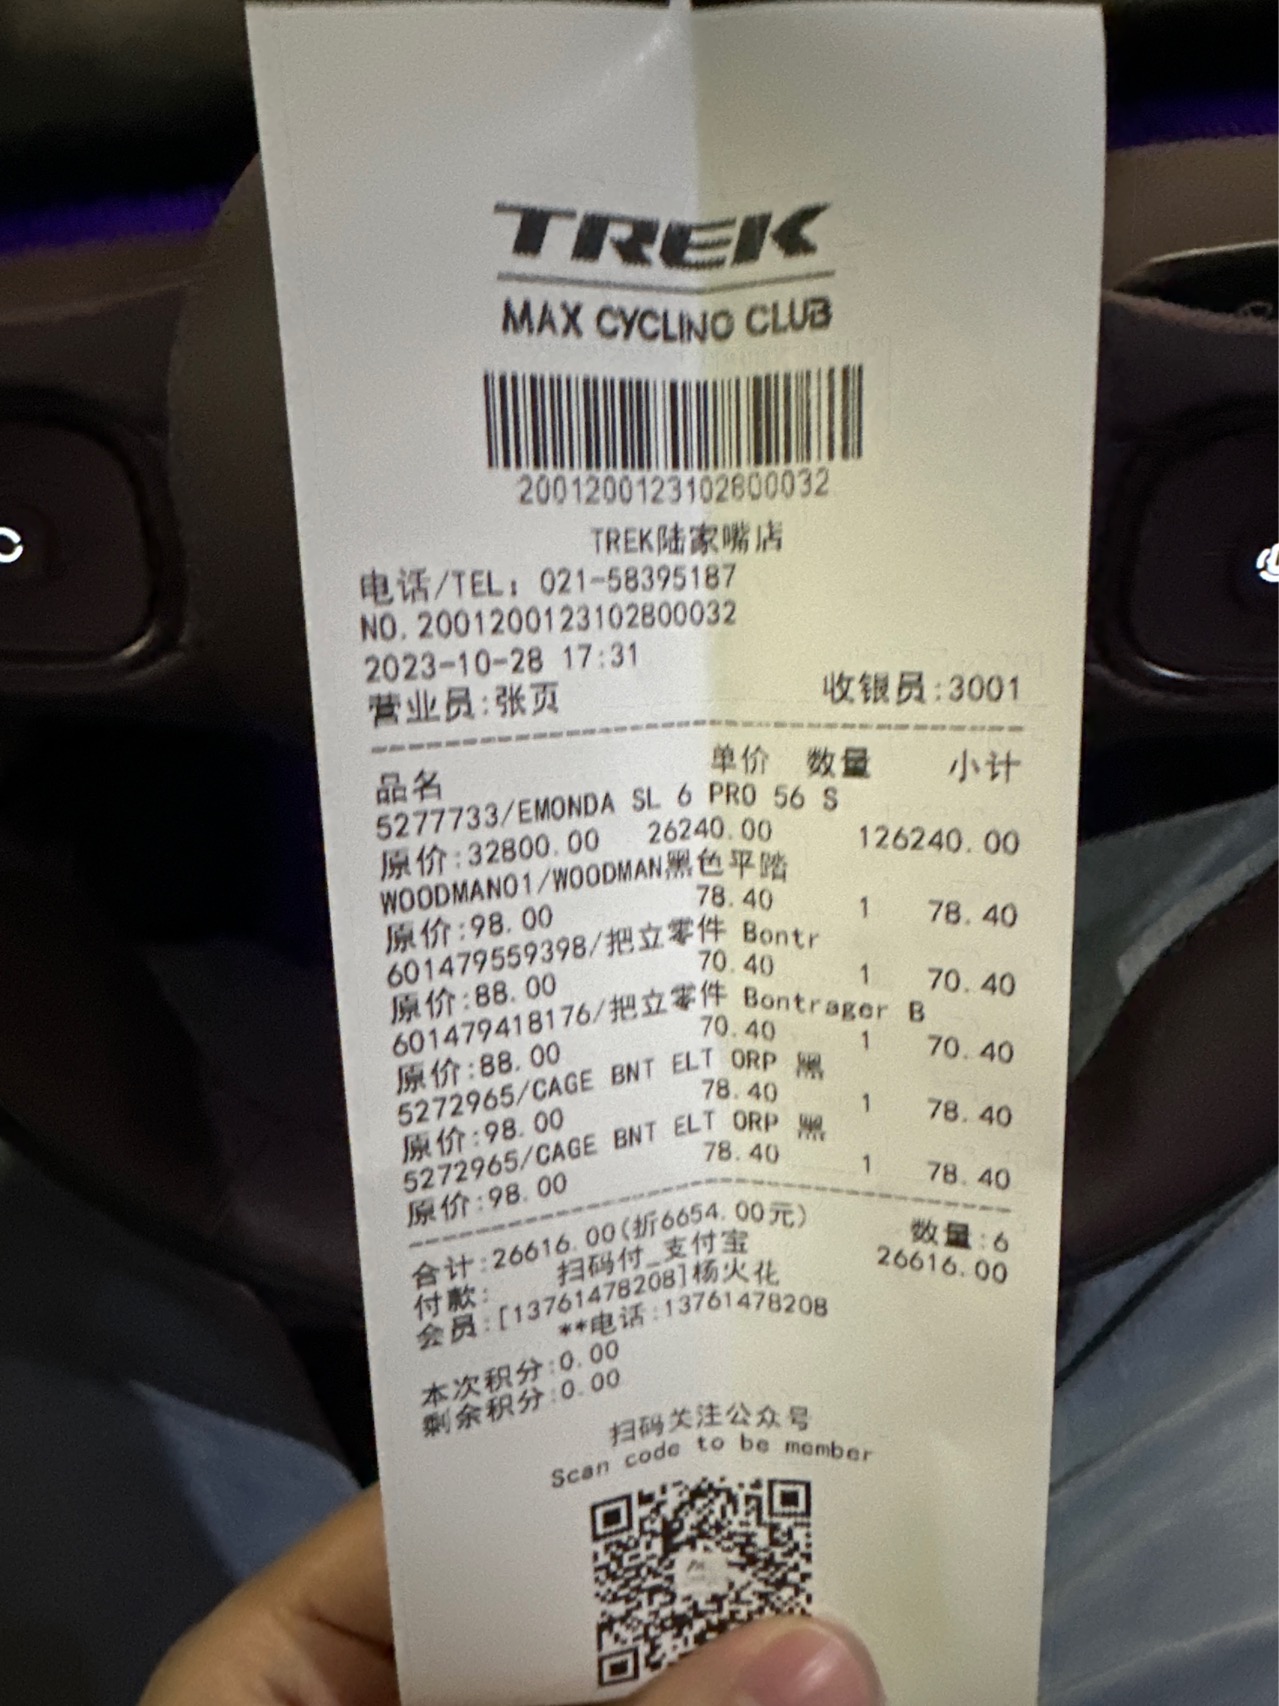 TREK
MAX CYCLING CLUB
2001200123102800032
TREK陆家嘴店
电话/TEL: 021-58395187
NO.2001200123102800032
2023-10-28 17:31
营业员:张页 收银员:3001
品名 单价 数量 小计
5277733/EMONDA SL 6 PRO 56 S
原价:32800.00 26240.00 126240.00
WOODMAN01/WOODMAN黑色平踏
原价:98.00 78.40 1 78.40
601479559398/把立零件 Bontr
原价:88.00 70.40 1 70.40
601479418176/把立零件 Bontrager B
原价:88.00 70.40 1 70.40
5272965/CAGE BNT ELT ORP 黑
原价:98.00 78.40 1 78.40
5272965/CAGE BNT ELT ORP 黑
原价:98.00 78.40 1 78.40
合计:26616.00(折6654.00元) 数量:6
付款: 扫码付_支付宝 26616.00
会员:[13761478208]杨火花
**电话:13761478208
本次积分:0.00
剩余积分:0.00
扫码关注公众号
Scan code to be member